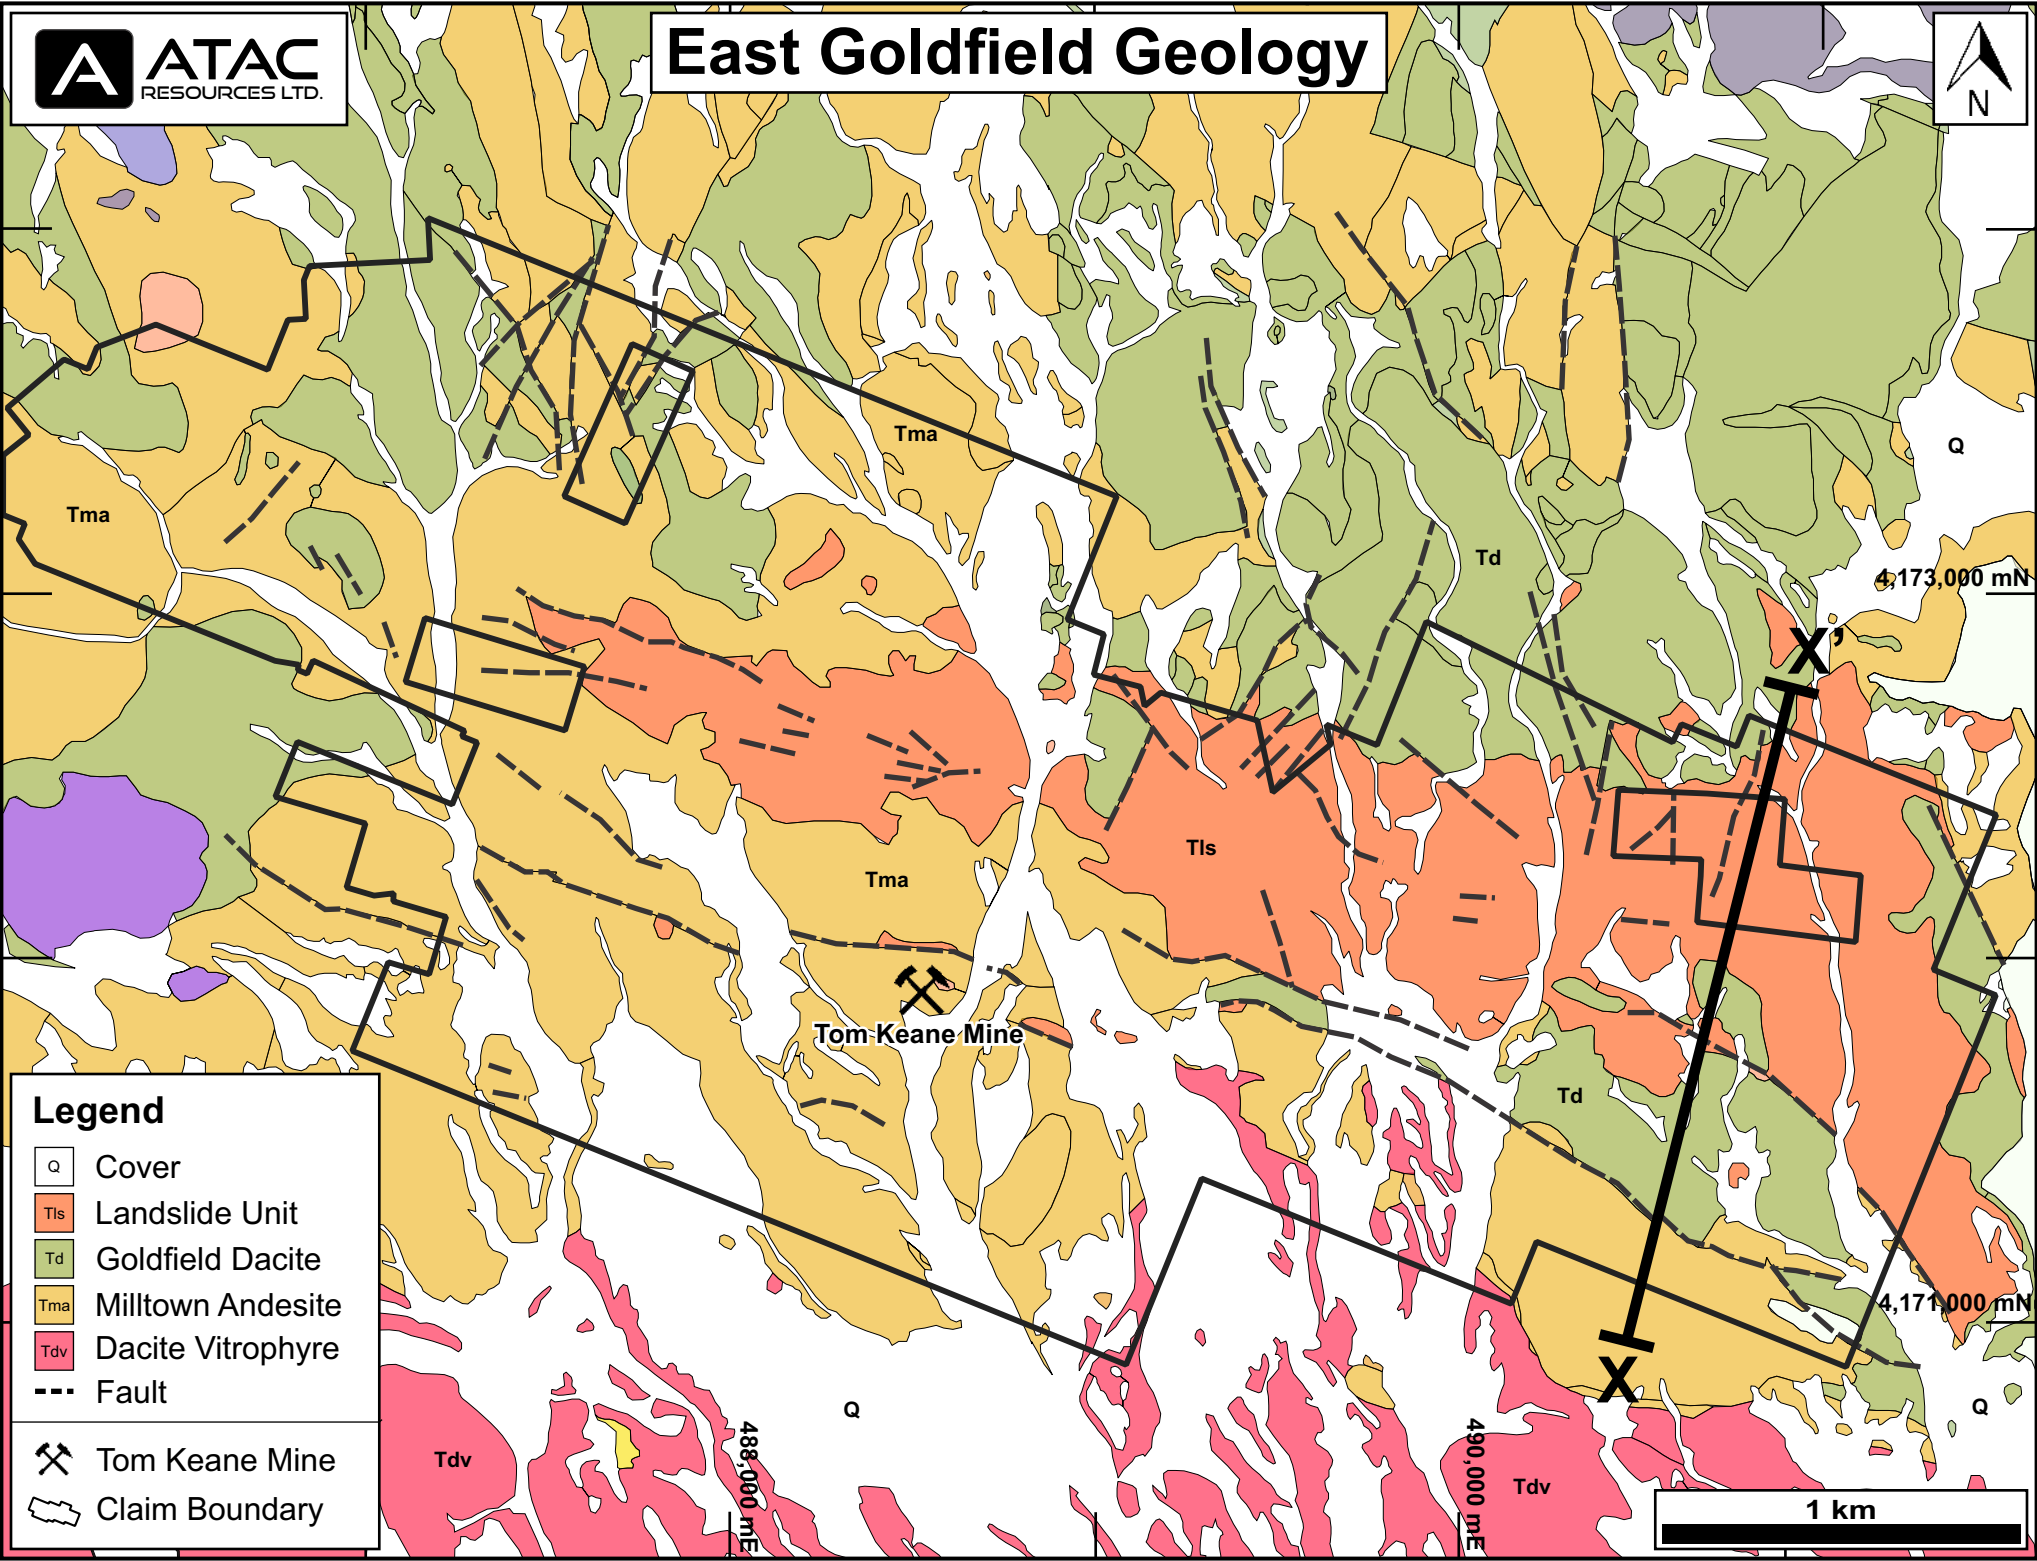 ATAC
RESOURCES LTD.
East Goldfield Geology
N
Tma
Q
Tma
Td
4,173,000 mN
X'
Tls
Tma
Tom Keane Mine
Td
4,171,000 mN
X
Q
Q
Tdv
Tdv
488,000 mE
490,000 mE
Legend
Q Cover
Tls Landslide Unit
Td Goldfield Dacite
Tma Milltown Andesite
Tdv Dacite Vitrophyre
Fault
Tom Keane Mine
Claim Boundary
1 km